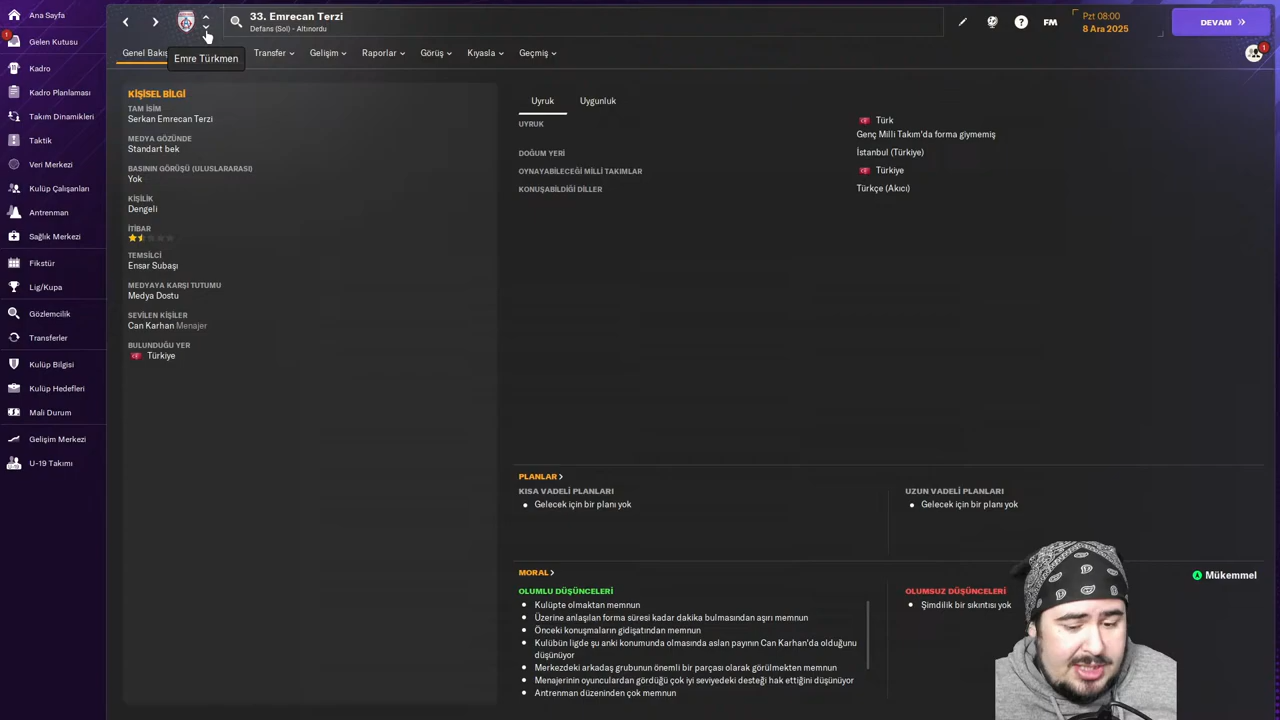 Ana Sayfa
1
Gelen Kutusu
Kadro
Kadro Planlaması
Takım Dinamikleri
Taktik
Veri Merkezi
Kulüp Çalışanları
Antrenman
Sağlık Merkezi
Fikstür
Lig/Kupa
Gözlemcilik
Transferler
Kulüp Bilgisi
Kulüp Hedefleri
Mali Durum
Gelişim Merkezi
U-19 Takımı
33. Emrecan Terzi
Defans (Sol) - Altınordu
FM
Pzt 08:00
8 Ara 2025
DEVAM
1
Genel Bakış
Transfer
Gelişim
Raporlar
Görüş
Kıyasla
Geçmiş
Emre Türkmen
KİŞİSEL BİLGİ
TAM İSİM
Serkan Emrecan Terzi
MEDYA GÖZÜNDE
Standart bek
BASININ GÖRÜŞÜ (ULUSLARARASI)
Yok
KİŞİLİK
Dengeli
İTİBAR
TEMSİLCİ
Ensar Subaşı
MEDYAYA KARŞI TUTUMU
Medya Dostu
SEVİLEN KİŞİLER
Can Karhan Menajer
BULUNDUĞU YER
Türkiye
Uyruk
Uygunluk
UYRUK
Türk
Genç Milli Takım'da forma giymemiş
DOĞUM YERİ
İstanbul (Türkiye)
OYNAYABİLECEĞİ MİLLİ TAKIMLAR
Türkiye
KONUŞABİLDİĞİ DİLLER
Türkçe (Akıcı)
PLANLAR
KISA VADELİ PLANLARI
Gelecek için bir planı yok
UZUN VADELİ PLANLARI
Gelecek için bir planı yok
MORAL
Mükemmel
OLUMLU DÜŞÜNCELERİ
Kulüpte olmaktan memnun
Üzerine anlaşılan forma süresi kadar dakika bulmasından aşırı memnun
Önceki konuşmaların gidişatından memnun
Kulübün ligde şu anki konumunda olmasında aslan payının Can Karhan'da olduğunu
düşünüyor
Merkezdeki arkadaş grubunun önemli bir parçası olarak görülmekten memnun
Menajerinin oyunculardan gördüğü çok iyi seviyedeki desteği hak ettiğini düşünüyor
Antrenman düzeninden çok memnun
OLUMSUZ DÜŞÜNCELERİ
Şimdilik bir sıkıntısı yok